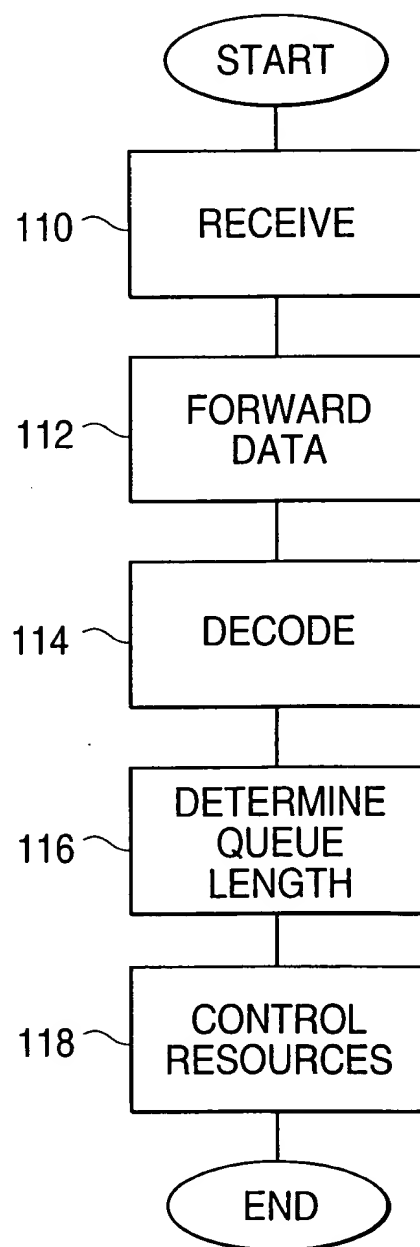 START
110
RECEIVE
112
FORWARD
DATA
114
DECODE
116
DETERMINE
QUEUE
LENGTH
118
CONTROL
RESOURCES
END